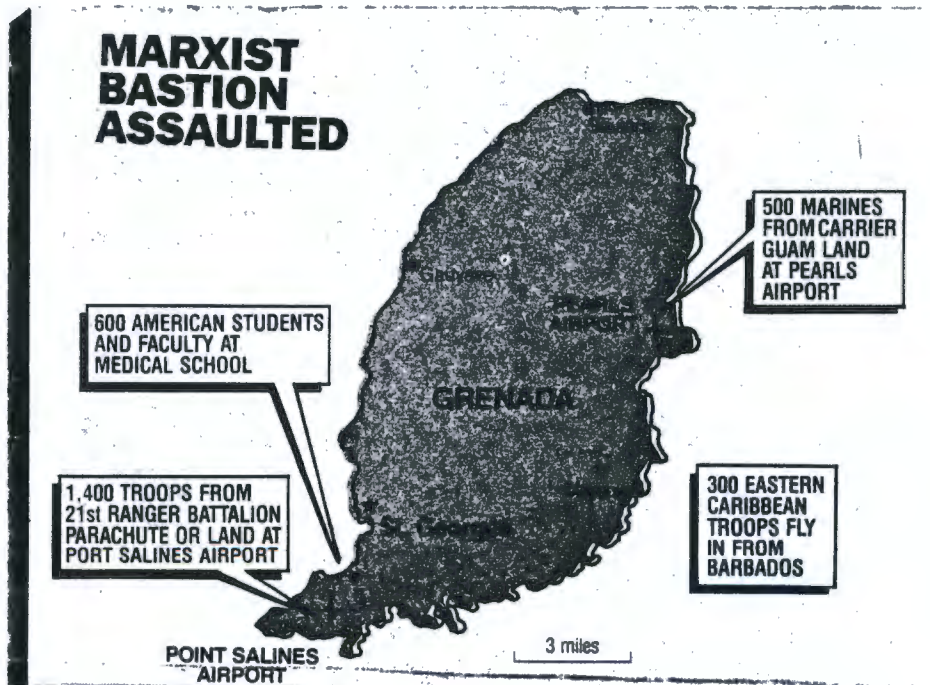 MARXIST
BASTION
ASSAULTED
500 MARINES
FROM CARRIER
GUAM LAND
AT PEARLS
AIRPORT
600 AMERICAN STUDENTS
AND FACULTY AT
MEDICAL SCHOOL
PEARLS
AIRPORT
GRENADA
1,400 TROOPS FROM
21st RANGER BATTALION
PARACHUTE OR LAND AT
PORT SALINES AIRPORT
St. George's
300 EASTERN
CARIBBEAN
TROOPS FLY
IN FROM
BARBADOS
POINT SALINES
AIRPORT
3 miles